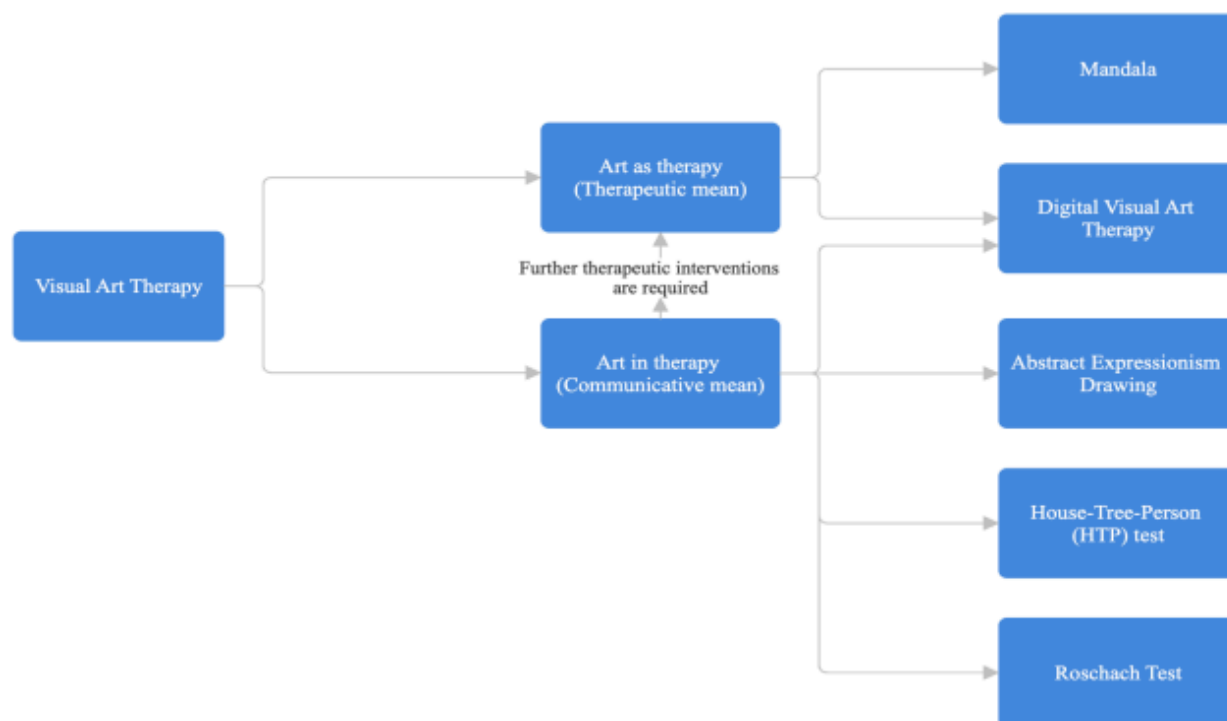 Mandala
Art as therapy
(Therapeutic mean)
Digital Visual Art
Therapy
Visual Art Therapy
Further therapeutic interventions
are required
Art in therapy
(Communicative mean)
Abstract Expressionism
Drawing
House-Tree-Person
(HTP) test
Roschach Test